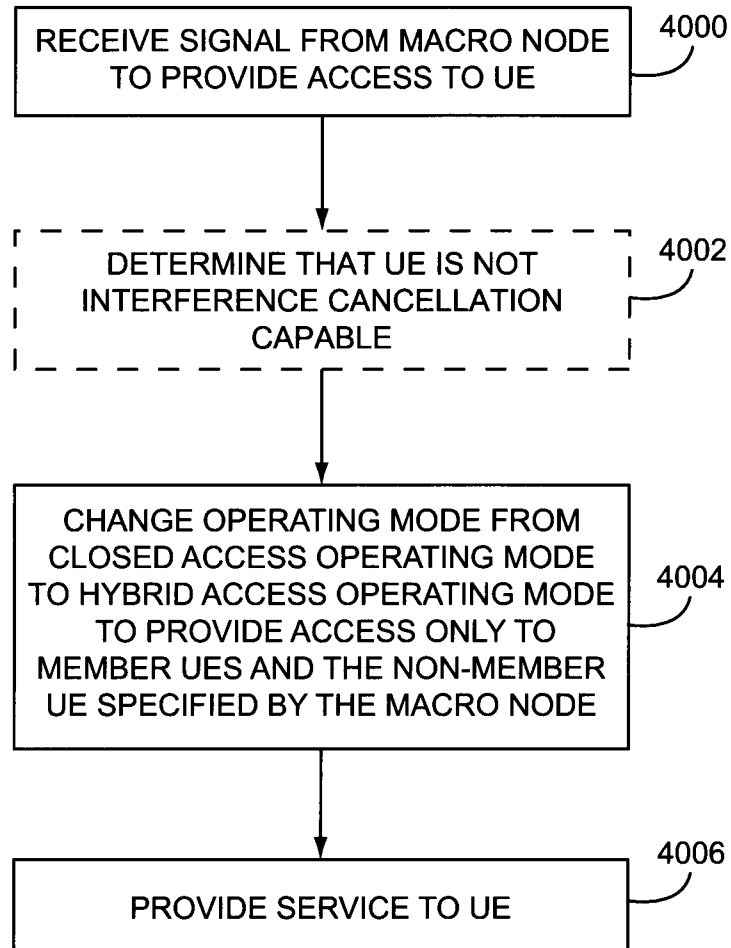 RECEIVE SIGNAL FROM MACRO NODE
TO PROVIDE ACCESS TO UE
4000
DETERMINE THAT UE IS NOT
INTERFERENCE CANCELLATION
CAPABLE
4002
CHANGE OPERATING MODE FROM
CLOSED ACCESS OPERATING MODE
TO HYBRID ACCESS OPERATING MODE
TO PROVIDE ACCESS ONLY TO
MEMBER UES AND THE NON-MEMBER
UE SPECIFIED BY THE MACRO NODE
4004
PROVIDE SERVICE TO UE
4006